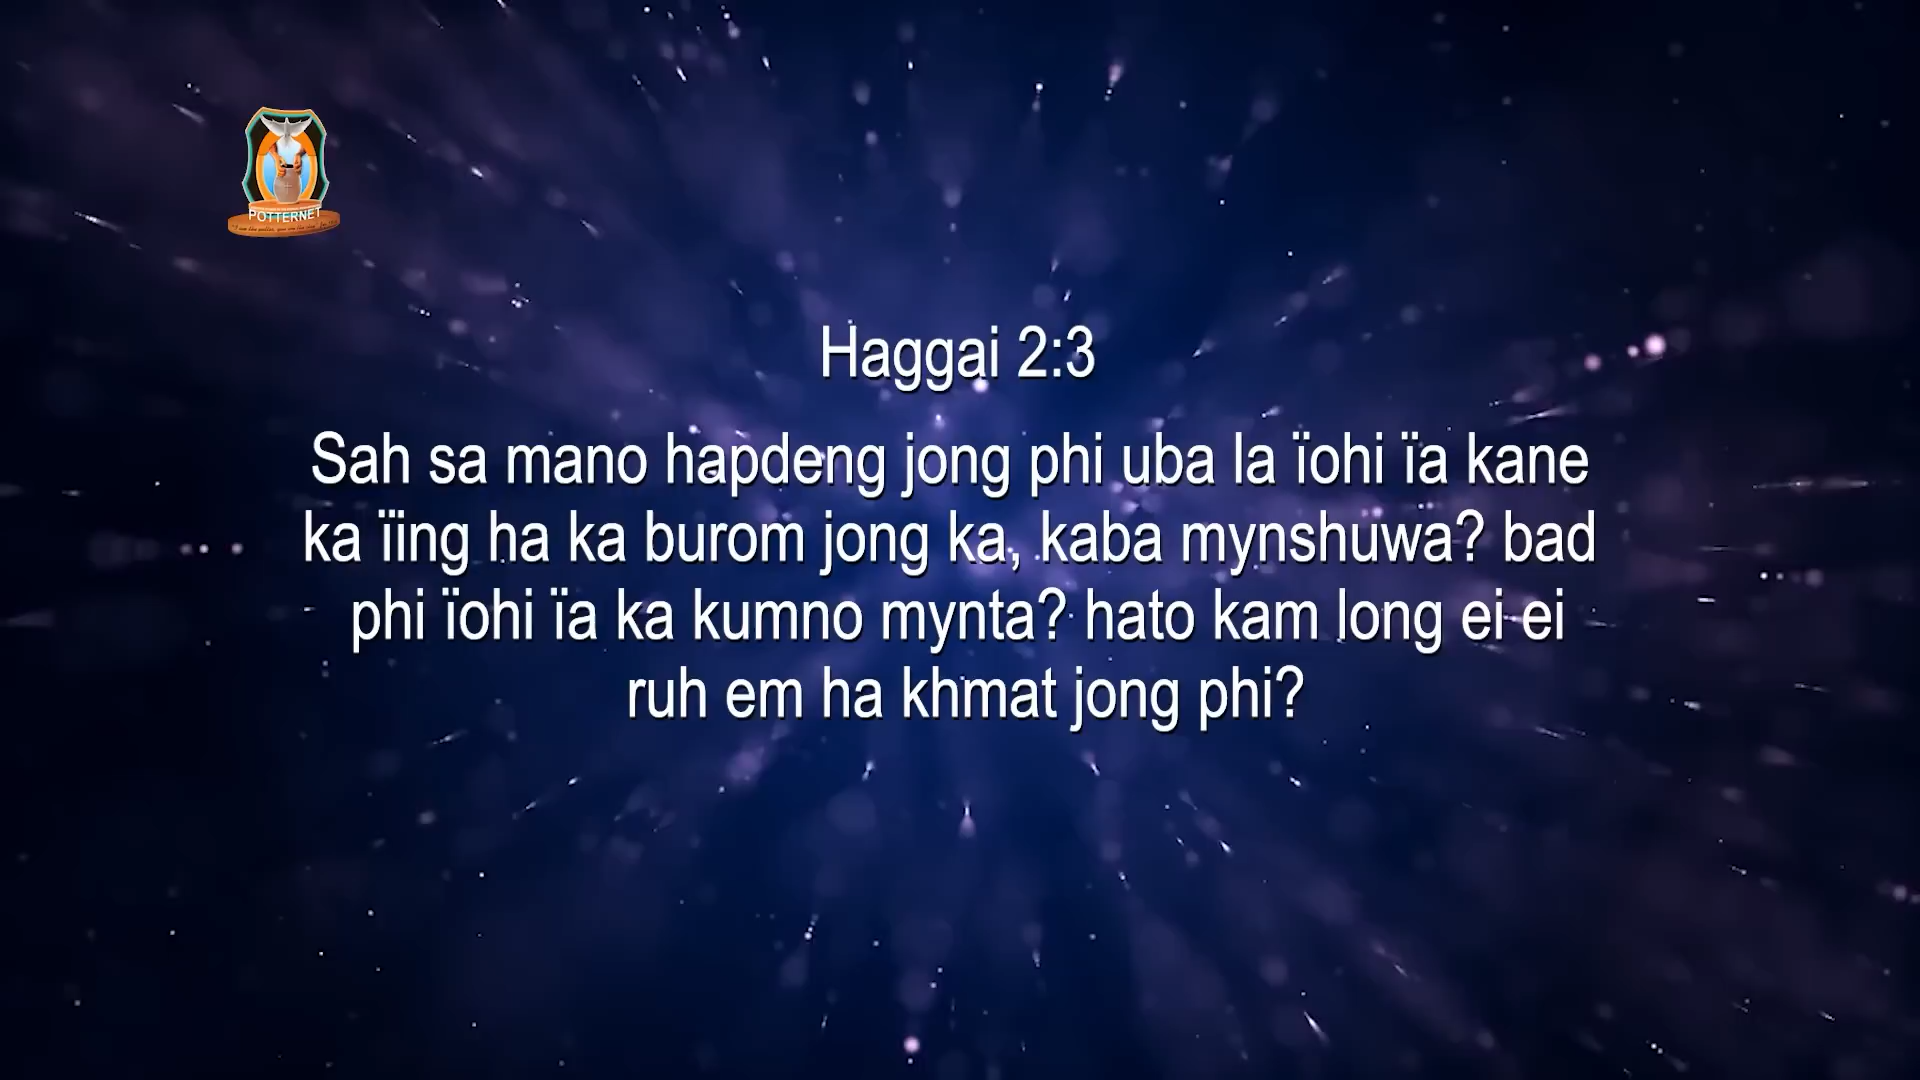 POTTERNET
Haggai 2:3
Sah sa mano hapdeng jong phi uba la ïohi ïa kane
ka ïing ha ka burom jong ka, kaba mynshuwa? bad
phi ïohi ïa ka kumno mynta? hato kam long ei ei
ruh em ha khmat jong phi?